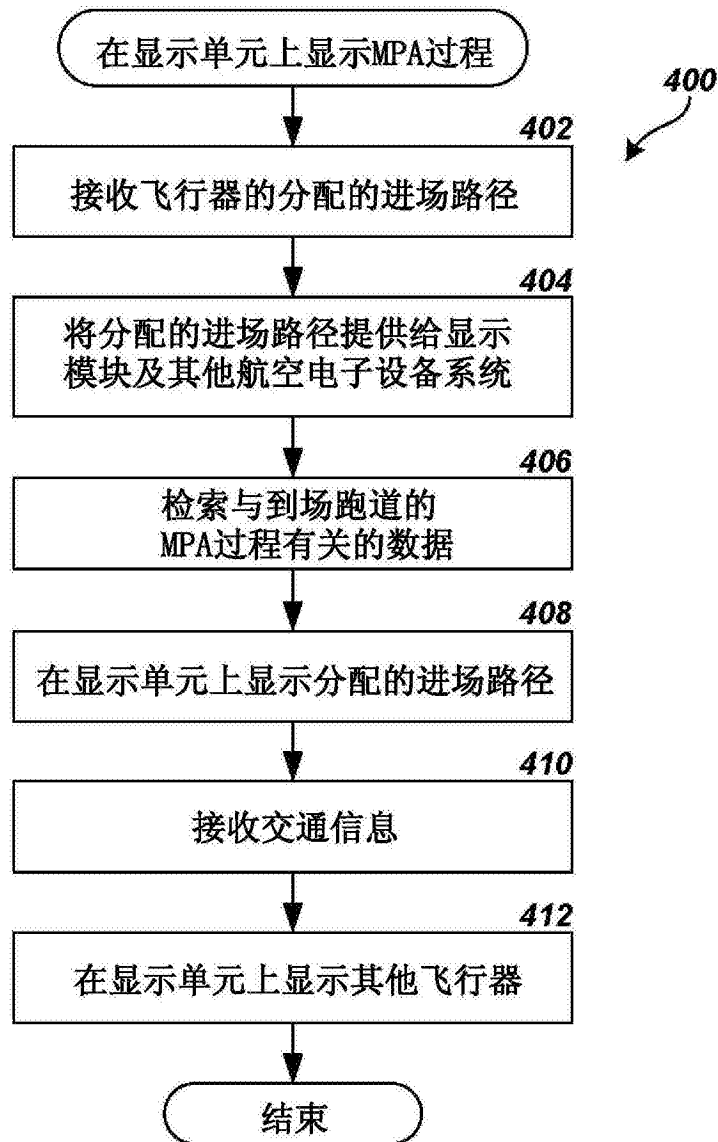 在显示单元上显示MPA过程
400
402
接收飞行器的分配的进场路径
404
将分配的进场路径提供给显示
模块及其他航空电子设备系统
406
检索与到场跑道的
MPA过程有关的数据
408
在显示单元上显示分配的进场路径
410
接收交通信息
412
在显示单元上显示其他飞行器
结束